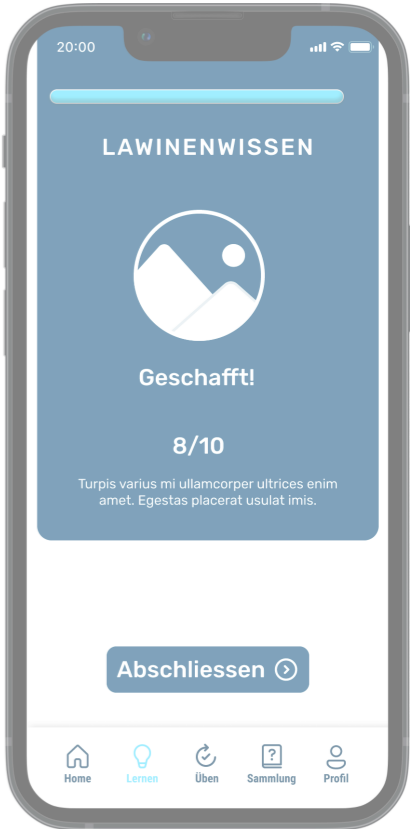 20:00
LAWINENWISSEN
Geschafft!
8/10
Turpis varius mi ullamcorper ultrices enim
amet. Egestas placerat usulat imis.
Abschliessen
?
Home Lernen Üben Sammlung Profil